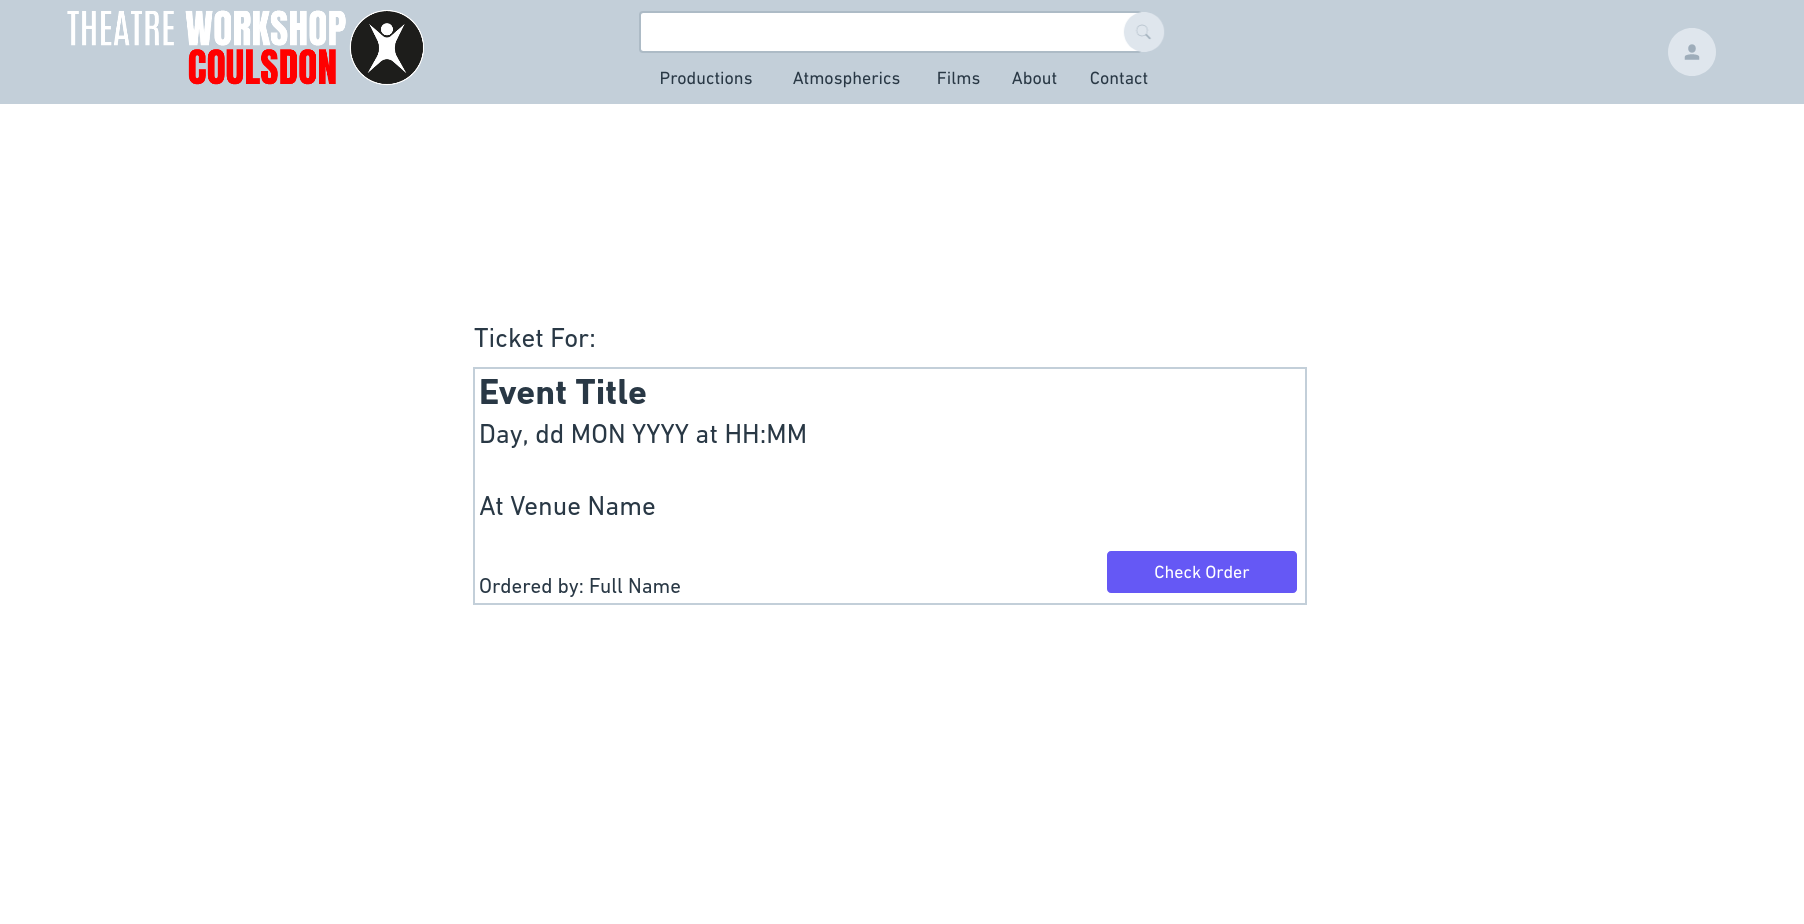 THEATRE WORKSHOP
COULSDON
Productions Atmospherics Films About Contact
Ticket For:
Event Title
Day, dd MON YYYY at HH:MM
At Venue Name
Ordered by: Full Name
Check Order